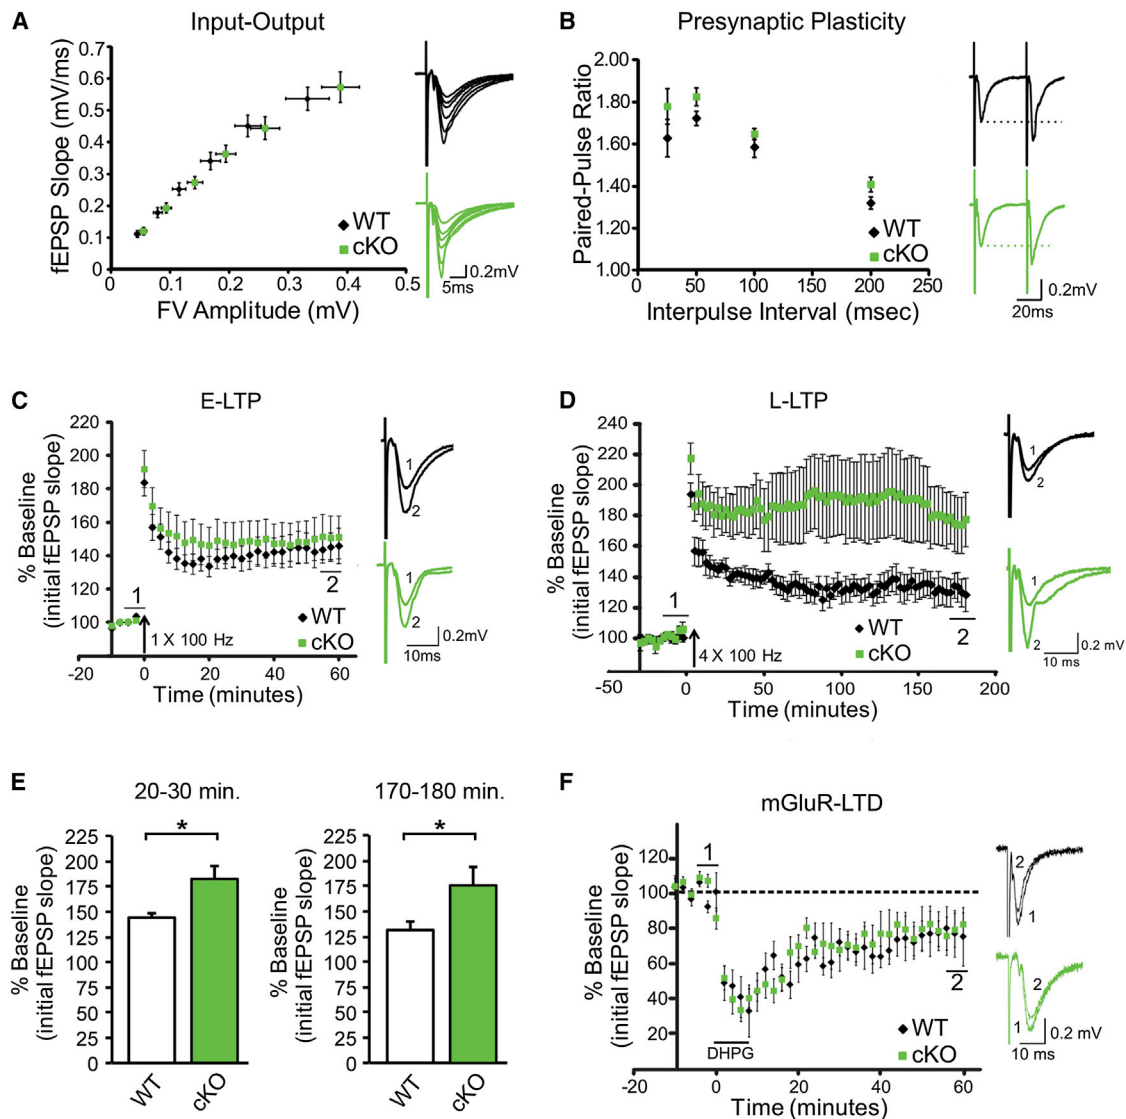 A
Input-Output
fEPSP Slope (mV/ms)
0.7
0.6
0.5
0.4
0.3
0.2
0.1
0
0 0.1 0.2 0.3 0.4 0.5
FV Amplitude (mV)
WT
cKO
0.2mV
5ms
B
Presynaptic Plasticity
Paired-Pulse Ratio
2.00
1.80
1.60
1.40
1.20
1.00
0 50 100 150 200 250
Interpulse Interval (msec)
WT
cKO
0.2mV
20ms
C
E-LTP
% Baseline
(initial fEPSP slope)
220
200
180
160
140
120
100
-20 0 20 40 60
Time (minutes)
1
2
1 X 100 Hz
WT
cKO
1
2
1
2
0.2mV
10ms
D
L-LTP
% Baseline
(initial fEPSP slope)
240
220
200
180
160
140
120
100
-50 0 50 100 150 200
Time (minutes)
1
2
4 X 100 Hz
WT
cKO
1
2
1
2
0.2 mV
10 ms
E
20-30 min.
*
% Baseline
(initial fEPSP slope)
225
200
175
150
125
100
75
50
25
0
WT
cKO
170-180 min.
*
% Baseline
(initial fEPSP slope)
225
200
175
150
125
100
75
50
25
0
WT
cKO
F
mGluR-LTD
% Baseline
(initial fEPSP slope)
120
100
80
60
40
20
0 20 40 60
Time (minutes)
1
2
DHPG
WT
cKO
2
1
2
1
0.2 mV
10 ms